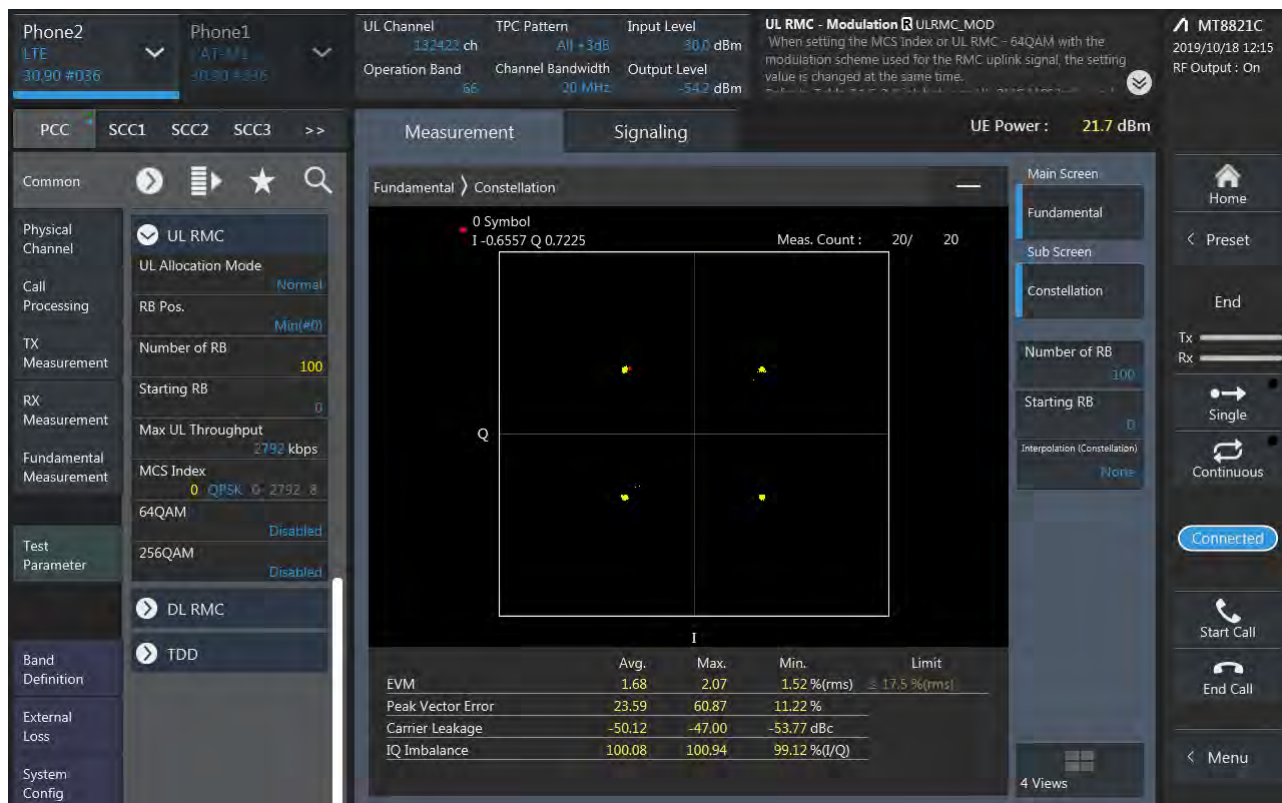 Phone2
LTE
30.90 #036
Phone1
CAT-M1
30.90 #036
UL Channel
132422 ch
Operation Band
66
TPC Pattern
All +3dB
Channel Bandwidth
20 MHz
Input Level
30.0 dBm
Output Level
-54.2 dBm
UL RMC - Modulation R ULRMC_MOD
When setting the MCS Index or UL RMC - 64QAM with the
modulation scheme used for the RMC uplink signal, the setting
value is changed at the same time.
MT8821C
2019/10/18 12:15
RF Output : On
PCC SCC1 SCC2 SCC3 >>
Measurement
Signaling
UE Power : 21.7 dBm
Common
Physical
Channel
Call
Processing
TX
Measurement
RX
Measurement
Fundamental
Measurement
Test
Parameter
Band
Definition
External
Loss
System
Config
UL RMC
UL Allocation Mode
Normal
RB Pos.
Min(#0)
Number of RB
100
Starting RB
0
Max UL Throughput
2792 kbps
MCS Index
0 QPSK 0 2792 8
64QAM
Disabled
256QAM
Disabled
DL RMC
TDD
Fundamental Constellation
0 Symbol
I -0.6557 Q 0.7225
Meas. Count : 20/ 20
Q
I
Avg. Max. Min. Limit
EVM 1.68 2.07 1.52 %(rms) ≤ 17.5 %(rms)
Peak Vector Error 23.59 60.87 11.22 %
Carrier Leakage -50.12 -47.00 -53.77 dBc
IQ Imbalance 100.08 100.94 99.12 %(I/Q)
Main Screen
Fundamental
Sub Screen
Constellation
Number of RB
100
Starting RB
0
Interpolation (Constellation)
None
4 Views
Home
< Preset
End
Tx
Rx
Single
Continuous
Connected
Start Call
End Call
< Menu